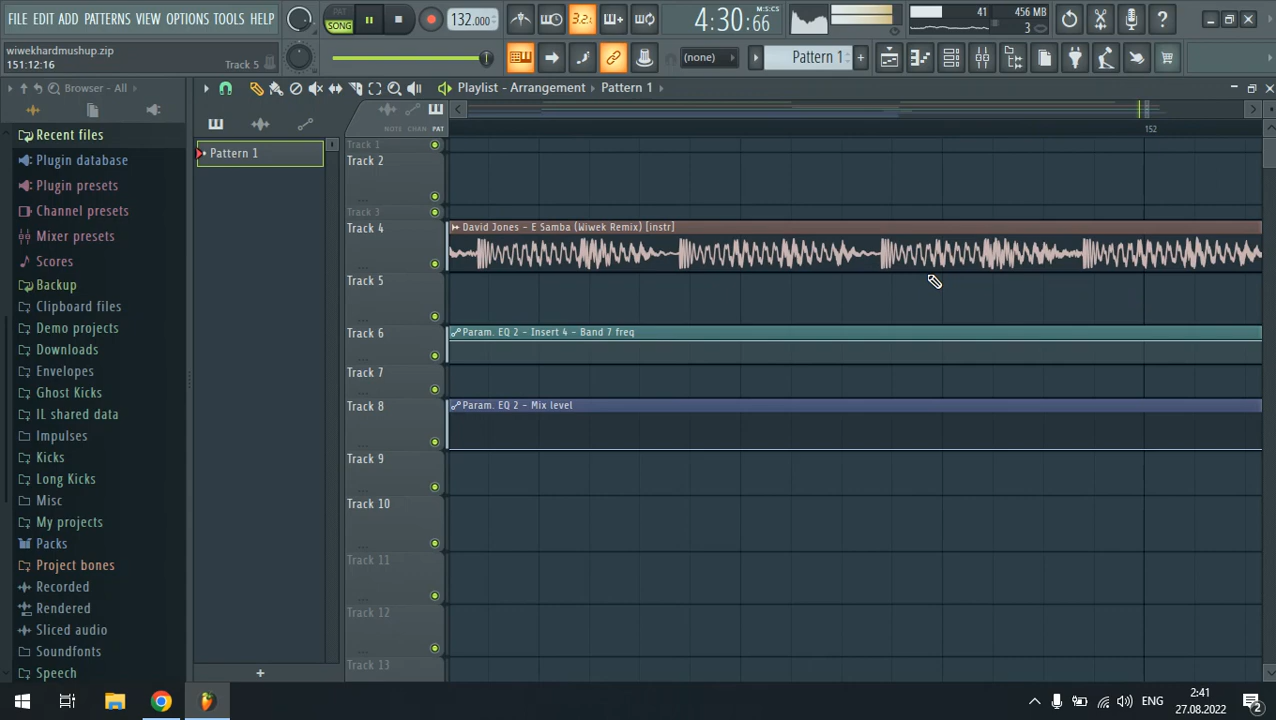 FILE EDIT ADD PATTERNS VIEW OPTIONS TOOLS HELP
PAT
SONG
132.000
3.2.
4:30:66
M:S:CS
41
456 MB
3
wiwekhardmushup.zip
151:12:16
Track 5
(none)
Pattern 1
Browser - All
Playlist - Arrangement
Pattern 1
NOTE CHAN PAT
152
Recent files
Plugin database
Plugin presets
Channel presets
Mixer presets
Scores
Backup
Clipboard files
Demo projects
Downloads
Envelopes
Ghost Kicks
IL shared data
Impulses
Kicks
Long Kicks
Misc
My projects
Packs
Project bones
Recorded
Rendered
Sliced audio
Soundfonts
Speech
Pattern 1
Track 1
Track 2
Track 3
Track 4
David Jones - E Samba (Wiwek Remix) [instr]
Track 5
Track 6
Param. EQ 2 - Insert 4 - Band 7 freq
Track 7
Track 8
Param. EQ 2 - Mix level
Track 9
Track 10
Track 11
Track 12
Track 13
ENG
2:41
27.08.2022
2